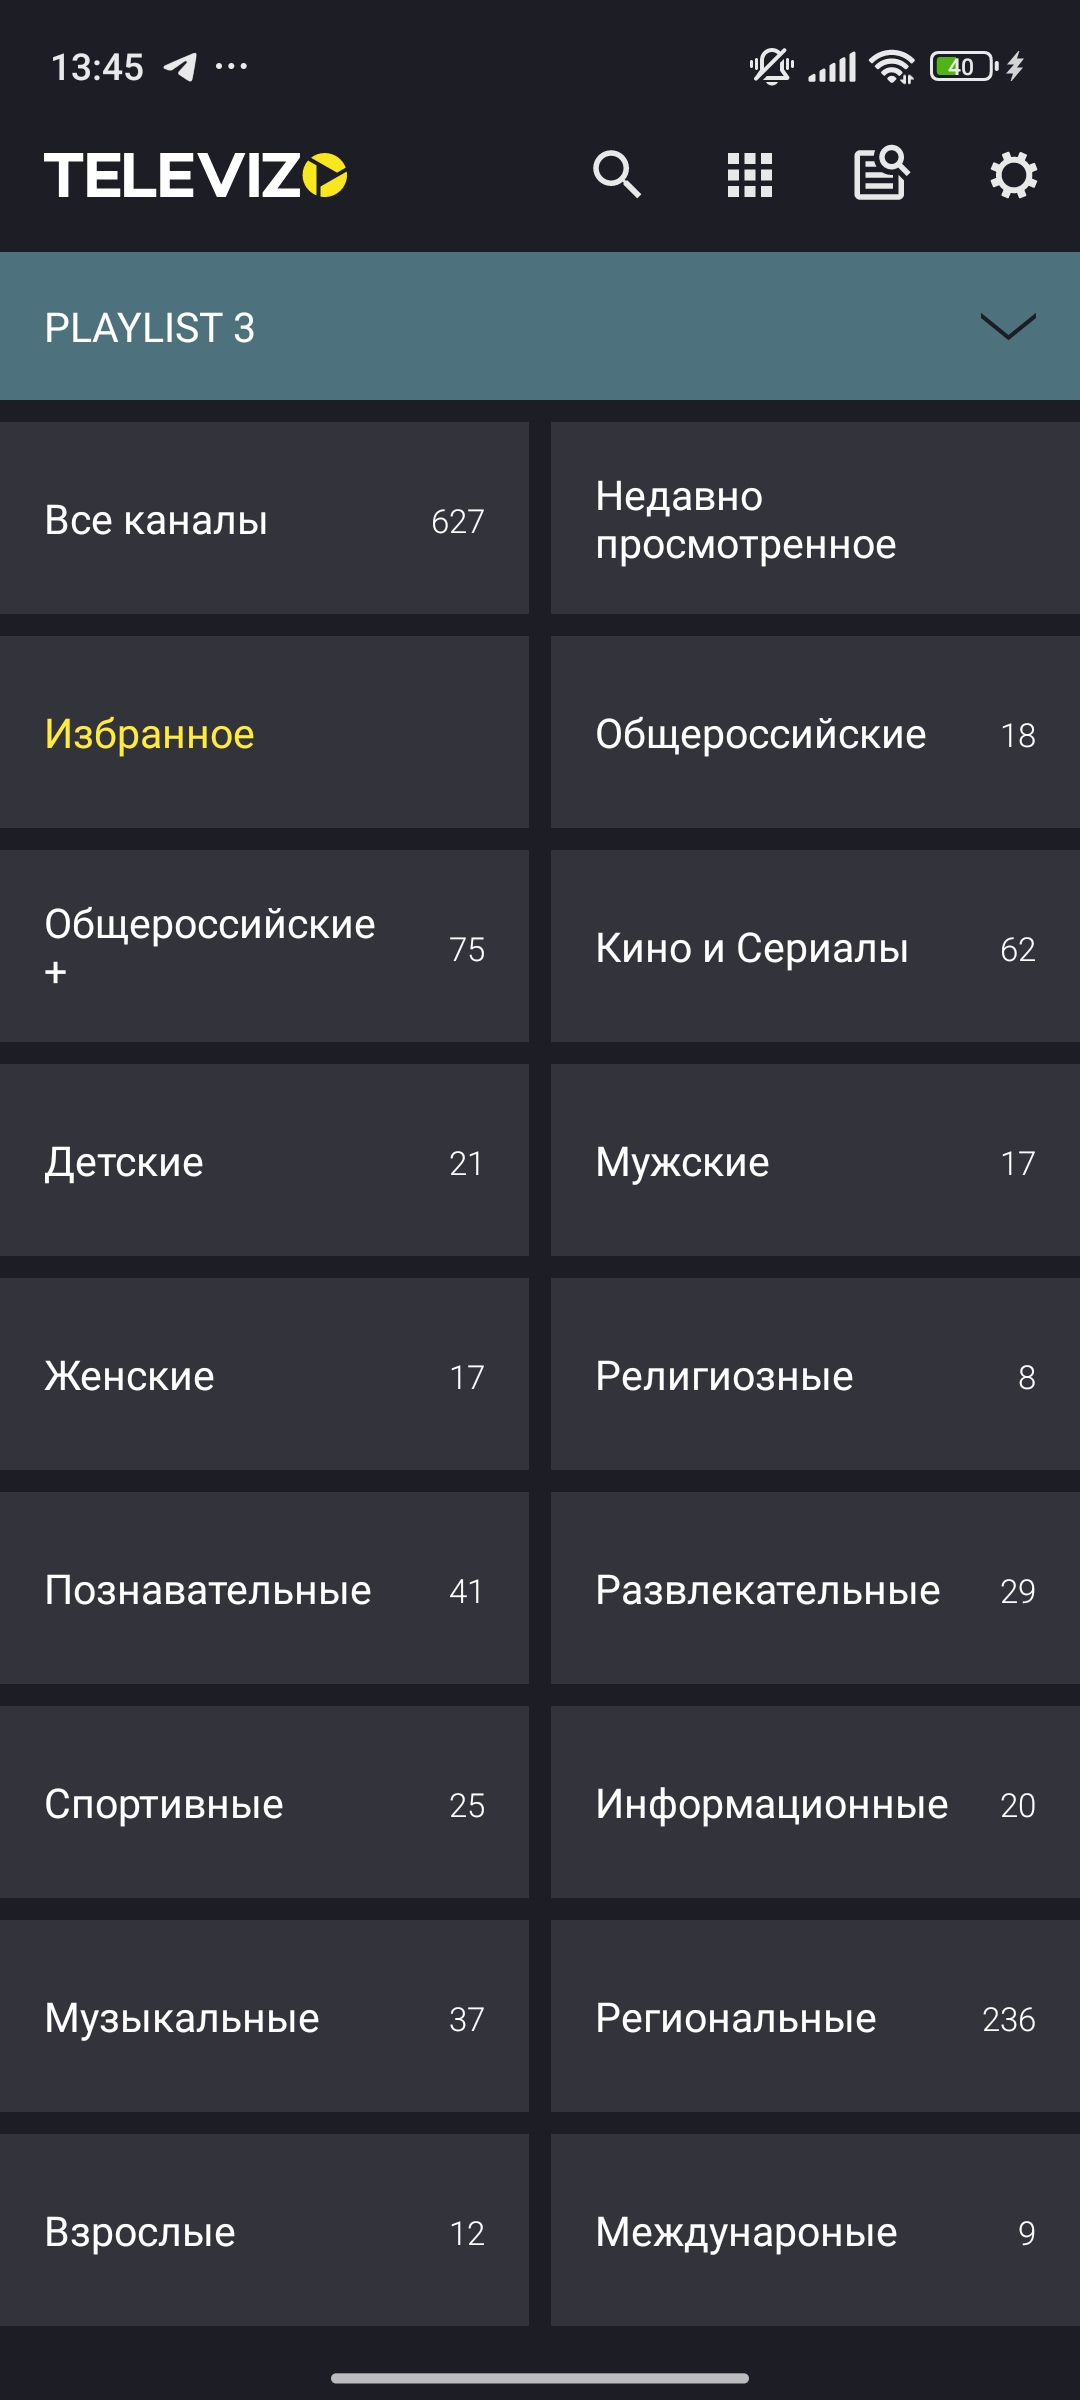 13:45
40
TELEVIZO
PLAYLIST 3
Все каналы 627
Недавно
просмотренное
Избранное
Общероссийские 18
Общероссийские
+ 75
Кино и Сериалы 62
Детские 21
Мужские 17
Женские 17
Религиозные 8
Познавательные 41
Развлекательные 29
Спортивные 25
Информационные 20
Музыкальные 37
Региональные 236
Взрослые 12
Междунароные 9